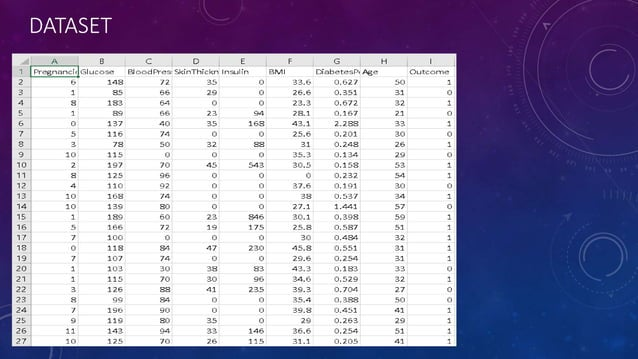 DATASET
A B C D E F G H I
1 Pregnancie Glucose BloodPress SkinThickn Insulin BMI DiabetesPe Age Outcome
2 6 148 72 35 0 33.6 0.627 50 1
3 1 85 66 29 0 26.6 0.351 31 0
4 8 183 64 0 0 23.3 0.672 32 1
5 1 89 66 23 94 28.1 0.167 21 0
6 0 137 40 35 168 43.1 2.288 33 1
7 5 116 74 0 0 25.6 0.201 30 0
8 3 78 50 32 88 31 0.248 26 1
9 10 115 0 0 0 35.3 0.134 29 0
10 2 197 70 45 543 30.5 0.158 53 1
11 8 125 96 0 0 0 0.232 54 1
12 4 110 92 0 0 37.6 0.191 30 0
13 10 168 74 0 0 38 0.537 34 1
14 10 139 80 0 0 27.1 1.441 57 0
15 1 189 60 23 846 30.1 0.398 59 1
16 5 166 72 19 175 25.8 0.587 51 1
17 7 100 0 0 0 30 0.484 32 1
18 0 118 84 47 230 45.8 0.551 31 1
19 7 107 74 0 0 29.6 0.254 31 1
20 1 103 30 38 83 43.3 0.183 33 0
21 1 115 70 30 96 34.6 0.529 32 1
22 3 126 88 41 235 39.3 0.704 27 0
23 8 99 84 0 0 35.4 0.388 50 0
24 7 196 90 0 0 39.8 0.451 41 1
25 9 119 80 35 0 29 0.263 29 1
26 11 143 94 33 146 36.6 0.254 51 1
27 10 125 70 26 115 31.1 0.205 41 1